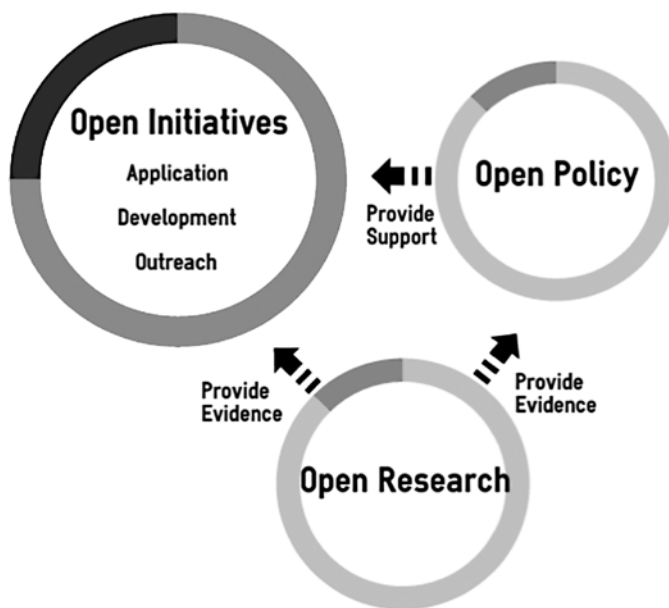 Open Initiatives
Application
Development
Outreach
Open Policy
Provide
Support
Provide
Evidence
Provide
Evidence
Open Research